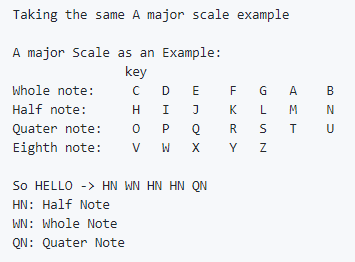 Taking the same A major scale example
A major Scale as an Example:
key
Whole note: C D E F G A B
Half note: H I J K L M N
Quater note: O P Q R S T U
Eighth note: V W X Y Z
So HELLO -> HN WN HN HN QN
HN: Half Note
WN: Whole Note
QN: Quater Note